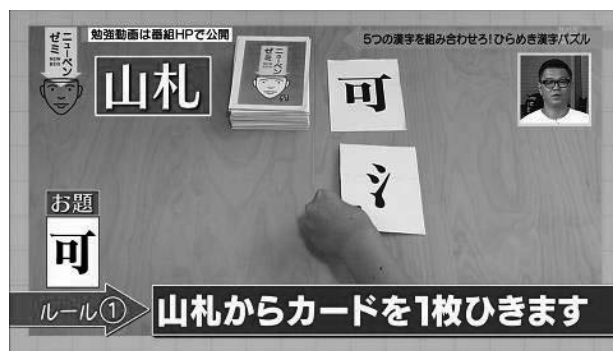 勉強動画は番組HPで公開
5つの漢字を組み合わせろ!ひらめき漢字パズル
ニューベン
NEW BEN
ゼミ
山札
ニューベン
ゼミ
可
氵
お題
可
ルール①
山札からカードを1枚ひきます